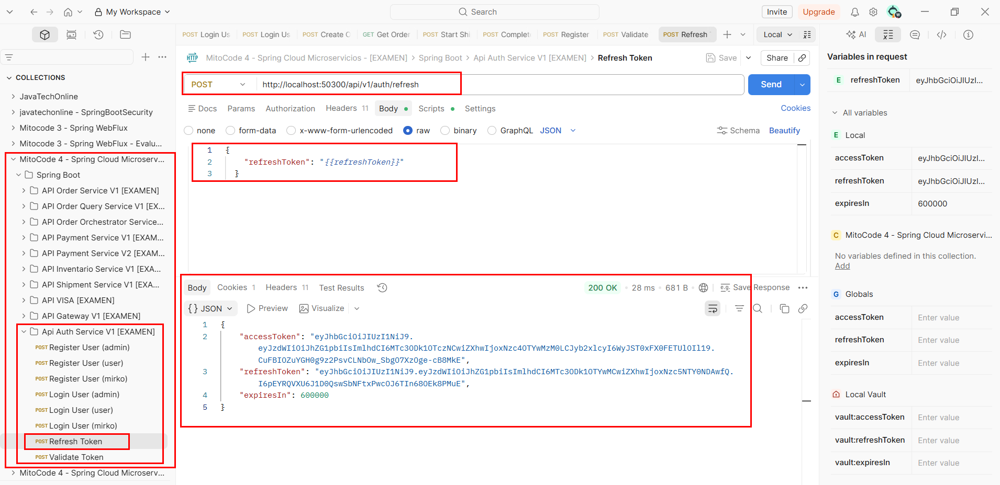 My Workspace
Search
Invite
Upgrade
POST Login Us
POST Login Us
POST Create O
GET Order
POST Start Shi
POST Complet
POST Register
POST Validate
POST Refresh
Local
AI
MitoCode 4 - Spring Cloud Microservicios - [EXAMEN] > Spring Boot > Api Auth Service V1 [EXAMEN] > Refresh Token
Save
Share
POST
http://localhost:50300/api/v1/auth/refresh
Send
Docs Params Authorization Headers 11 Body Scripts Settings
Cookies
none form-data x-www-form-urlencoded raw binary GraphQL JSON
Schema Beautify
1 {
2 "refreshToken": "{{refreshToken}}"
3 }
COLLECTIONS
JavaTechOnline
javatechonline - SpringBootSecurity
Mitocode 3 - Spring WebFlux
Mitocode 3 - Spring WebFlux - Evalu...
MitoCode 4 - Spring Cloud Microserv...
Spring Boot
API Order Service V1 [EXAMEN]
API Order Query Service V1 [EX...
API Order Orchestrator Service...
API Payment Service V1 [EXAM...
API Payment Service V2 [EXAM...
API Inventario Service V1 [EXA...
API Shipment Service V1 [EXA...
API VISA [EXAMEN]
API Gateway V1 [EXAMEN]
Api Auth Service V1 [EXAMEN]
POST Register User (admin)
POST Register User (user)
POST Register User (mirko)
POST Login User (admin)
POST Login User (user)
POST Login User (mirko)
POST Refresh Token
POST Validate Token
MitoCode 4 - Spring Cloud Microserv...
Body Cookies 1 Headers 11 Test Results
200 OK • 28 ms • 681 B
e.g. Save Response
{} JSON Preview Visualize
1 {
2 "accessToken": "eyJhbGciOiJIUzI1NiJ9.
eyJzdWIiOiJhZG1pbiIsImlhdCI6MTc3ODk1OTczNCwiZXhwIjoxNzc4OTYwMzM0LCJyb2xlcyI6WyJST0xFX0FETUlOIl19.
CuFBIOZuYGH0g9z2PsvCLNbOw_SbgO7XzOge-cB8MkE",
3 "refreshToken": "eyJhbGciOiJIUzI1NiJ9.eyJzdWIiOiJhZG1pbiIsImlhdCI6MTc3ODk1OTYwMCwiZXhwIjoxNzc5NTY0NDAwfQ.
I6pEYRQVXU6J1D0QswSbNFtxPwcOJ6TIn68OEk8PMuE",
4 "expiresIn": 600000
5 }
Variables in request
E refreshToken eyJhbGciOiJIUzI...
All variables
E Local
accessToken eyJhbGciOiJIUzI...
refreshToken eyJhbGciOiJIUzI...
expiresIn 600000
C MitoCode 4 - Spring Cloud Microservi...
No variables defined in this collection.
Add
G Globals
accessToken Enter value
refreshToken Enter value
expiresIn Enter value
Local Vault
vault:accessToken Enter value
vault:refreshToken Enter value
vault:expiresIn Enter value